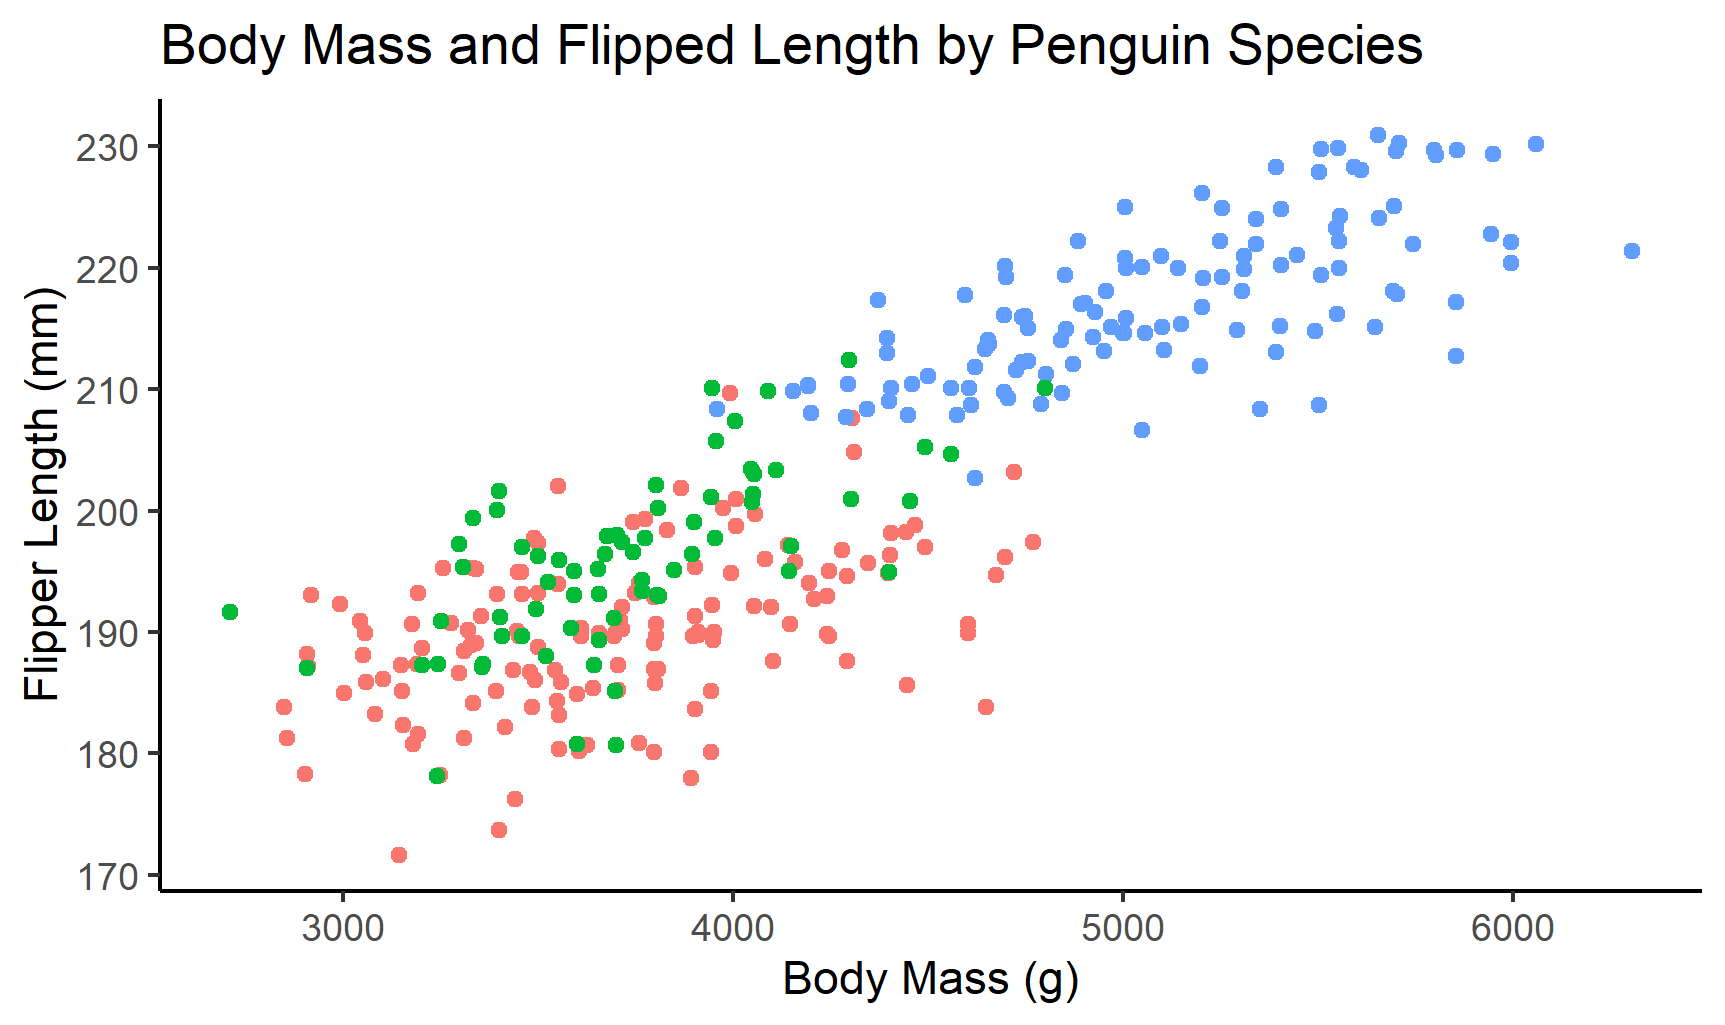 Body Mass and Flipped Length by Penguin Species
230
220
210
200
190
180
170
Flipper Length (mm)
3000 4000 5000 6000
Body Mass (g)